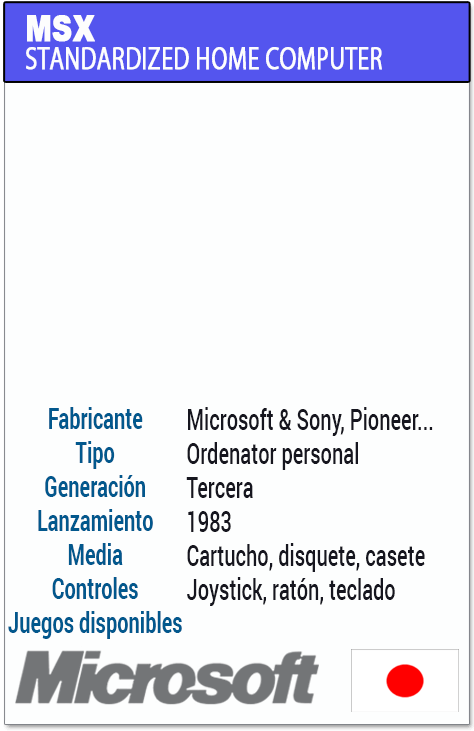 MSX
STANDARDIZED HOME COMPUTER
Fabricante Microsoft & Sony, Pioneer...
Tipo Ordenator personal
Generación Tercera
Lanzamiento 1983
Media Cartucho, disquete, casete
Controles Joystick, ratón, teclado
Juegos disponibles
Microsoft